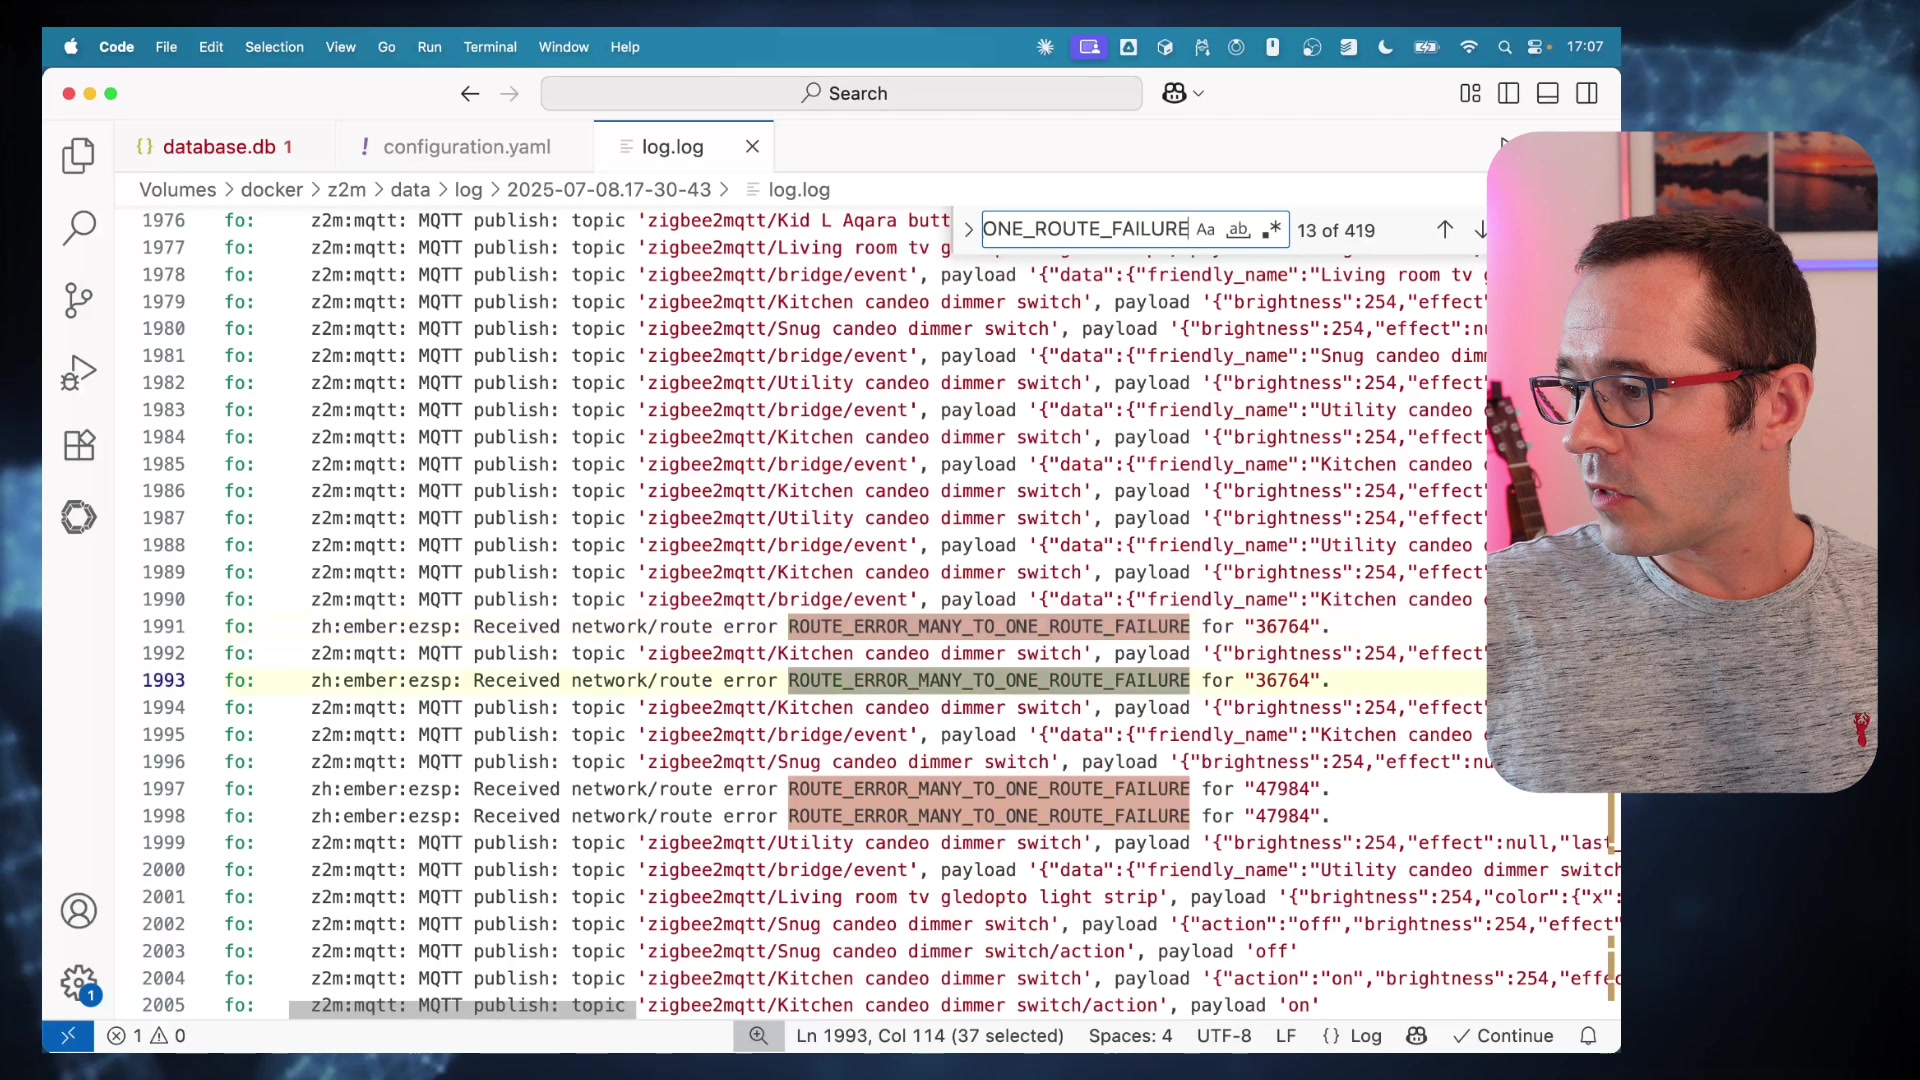 Code File Edit Selection View Go Run Terminal Window Help 17:07
Search
{} database.db 1 ! configuration.yaml log.log
Volumes > docker > z2m > data > log > 2025-07-08.17-30-43 > log.log
ONE_ROUTE_FAILURE Aa ab .* 13 of 419
1976 fo: z2m:mqtt: MQTT publish: topic 'zigbee2mqtt/Kid L Aqara butt
1977 fo: z2m:mqtt: MQTT publish: topic 'zigbee2mqtt/Living room tv g
1978 fo: z2m:mqtt: MQTT publish: topic 'zigbee2mqtt/bridge/event', payload '{"data":{"friendly_name":"Living room tv g
1979 fo: z2m:mqtt: MQTT publish: topic 'zigbee2mqtt/Kitchen candeo dimmer switch', payload '{"brightness":254,"effect"
1980 fo: z2m:mqtt: MQTT publish: topic 'zigbee2mqtt/Snug candeo dimmer switch', payload '{"brightness":254,"effect":nu
1981 fo: z2m:mqtt: MQTT publish: topic 'zigbee2mqtt/bridge/event', payload '{"data":{"friendly_name":"Snug candeo dim
1982 fo: z2m:mqtt: MQTT publish: topic 'zigbee2mqtt/Utility candeo dimmer switch', payload '{"brightness":254,"effect"
1983 fo: z2m:mqtt: MQTT publish: topic 'zigbee2mqtt/bridge/event', payload '{"data":{"friendly_name":"Utility candeo
1984 fo: z2m:mqtt: MQTT publish: topic 'zigbee2mqtt/Kitchen candeo dimmer switch', payload '{"brightness":254,"effect"
1985 fo: z2m:mqtt: MQTT publish: topic 'zigbee2mqtt/bridge/event', payload '{"data":{"friendly_name":"Kitchen candeo
1986 fo: z2m:mqtt: MQTT publish: topic 'zigbee2mqtt/Kitchen candeo dimmer switch', payload '{"brightness":254,"effect"
1987 fo: z2m:mqtt: MQTT publish: topic 'zigbee2mqtt/Utility candeo dimmer switch', payload '{"brightness":254,"effect"
1988 fo: z2m:mqtt: MQTT publish: topic 'zigbee2mqtt/bridge/event', payload '{"data":{"friendly_name":"Utility candeo
1989 fo: z2m:mqtt: MQTT publish: topic 'zigbee2mqtt/Kitchen candeo dimmer switch', payload '{"brightness":254,"effect"
1990 fo: z2m:mqtt: MQTT publish: topic 'zigbee2mqtt/bridge/event', payload '{"data":{"friendly_name":"Kitchen candeo
1991 fo: zh:ember:ezsp: Received network/route error ROUTE_ERROR_MANY_TO_ONE_ROUTE_FAILURE for "36764".
1992 fo: z2m:mqtt: MQTT publish: topic 'zigbee2mqtt/Kitchen candeo dimmer switch', payload '{"brightness":254,"effect"
1993 fo: zh:ember:ezsp: Received network/route error ROUTE_ERROR_MANY_TO_ONE_ROUTE_FAILURE for "36764".
1994 fo: z2m:mqtt: MQTT publish: topic 'zigbee2mqtt/Kitchen candeo dimmer switch', payload '{"brightness":254,"effect"
1995 fo: z2m:mqtt: MQTT publish: topic 'zigbee2mqtt/bridge/event', payload '{"data":{"friendly_name":"Kitchen candeo
1996 fo: z2m:mqtt: MQTT publish: topic 'zigbee2mqtt/Snug candeo dimmer switch', payload '{"brightness":254,"effect":nu
1997 fo: zh:ember:ezsp: Received network/route error ROUTE_ERROR_MANY_TO_ONE_ROUTE_FAILURE for "47984".
1998 fo: zh:ember:ezsp: Received network/route error ROUTE_ERROR_MANY_TO_ONE_ROUTE_FAILURE for "47984".
1999 fo: z2m:mqtt: MQTT publish: topic 'zigbee2mqtt/Utility candeo dimmer switch', payload '{"brightness":254,"effect":null,"last_
2000 fo: z2m:mqtt: MQTT publish: topic 'zigbee2mqtt/bridge/event', payload '{"data":{"friendly_name":"Utility candeo dimmer switch
2001 fo: z2m:mqtt: MQTT publish: topic 'zigbee2mqtt/Living room tv gledopto light strip', payload '{"brightness":254,"color":{"x":
2002 fo: z2m:mqtt: MQTT publish: topic 'zigbee2mqtt/Snug candeo dimmer switch', payload '{"action":"off","brightness":254,"effect"
2003 fo: z2m:mqtt: MQTT publish: topic 'zigbee2mqtt/Snug candeo dimmer switch/action', payload 'off'
2004 fo: z2m:mqtt: MQTT publish: topic 'zigbee2mqtt/Kitchen candeo dimmer switch', payload '{"action":"on","brightness":254,"effec
2005 fo: z2m:mqtt: MQTT publish: topic 'zigbee2mqtt/Kitchen candeo dimmer switch/action', payload 'on'
1
1 0 Ln 1993, Col 114 (37 selected) Spaces: 4 UTF-8 LF {} Log Continue